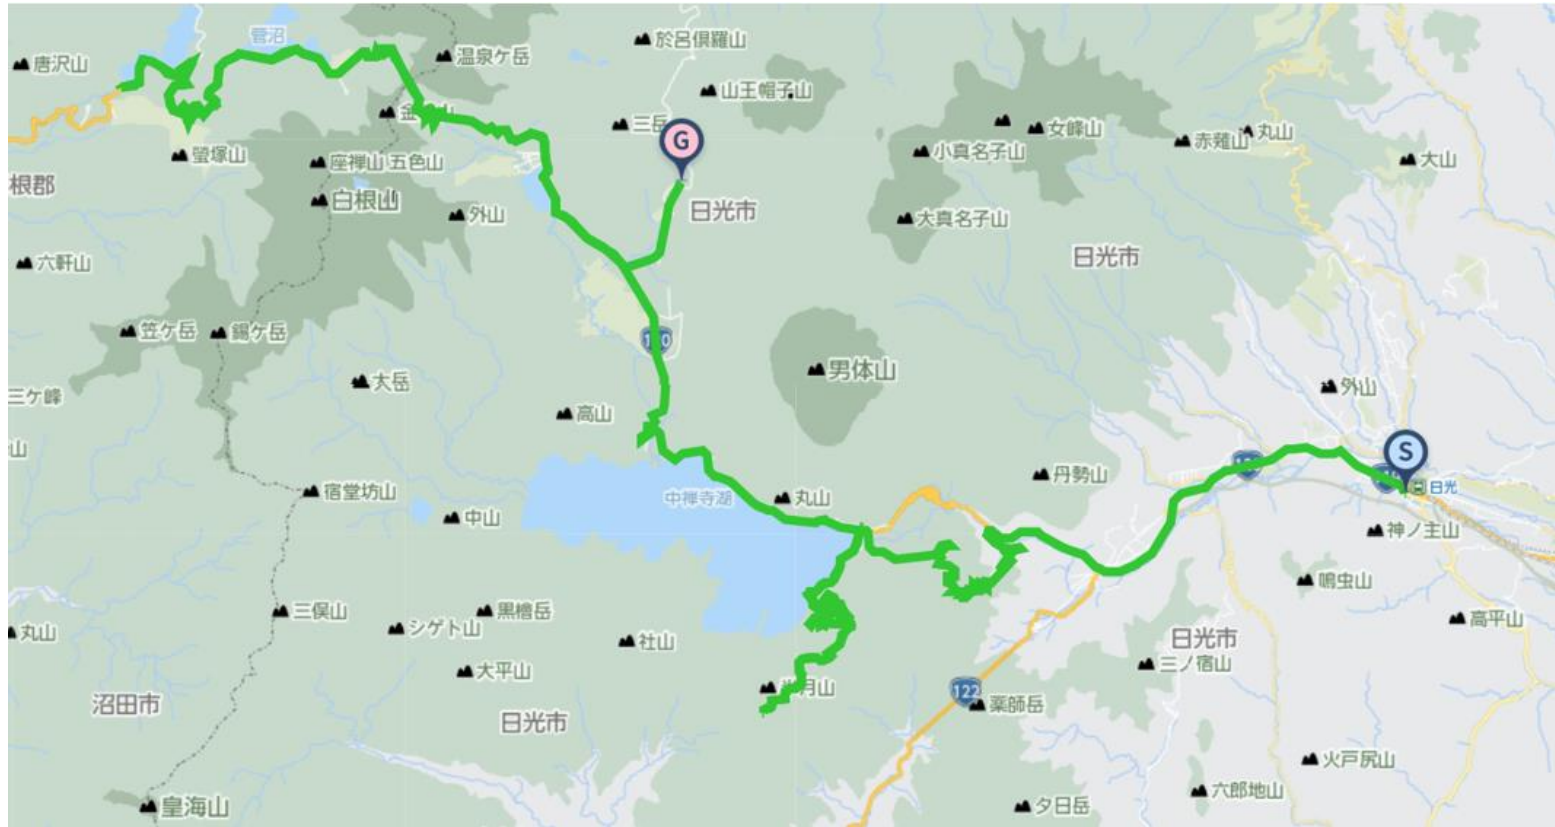 菅沼
於呂倶羅山
温泉ケ岳
唐沢山
山王帽子山
三岳
女峰山
赤薙山
丸山
G
小真名子山
大山
蛍塚山
座禅山
五色山
根郡
白根山
外山
日光市
大真名子山
日光市
六軒山
笠ケ岳
錫ケ岳
男体山
太岳
外山
三ケ峰
高山
S
山
丹勢山
日光
宿堂坊山
中禅寺湖
丸山
中山
神ノ主山
鳴虫山
三俣山
黒檜岳
高平山
丸山
シゲト山
社山
日光市
大平山
三ノ宿山
月山
122
薬師岳
沼田市
日光市
火戸尻山
六郎地山
皇海山
夕日岳